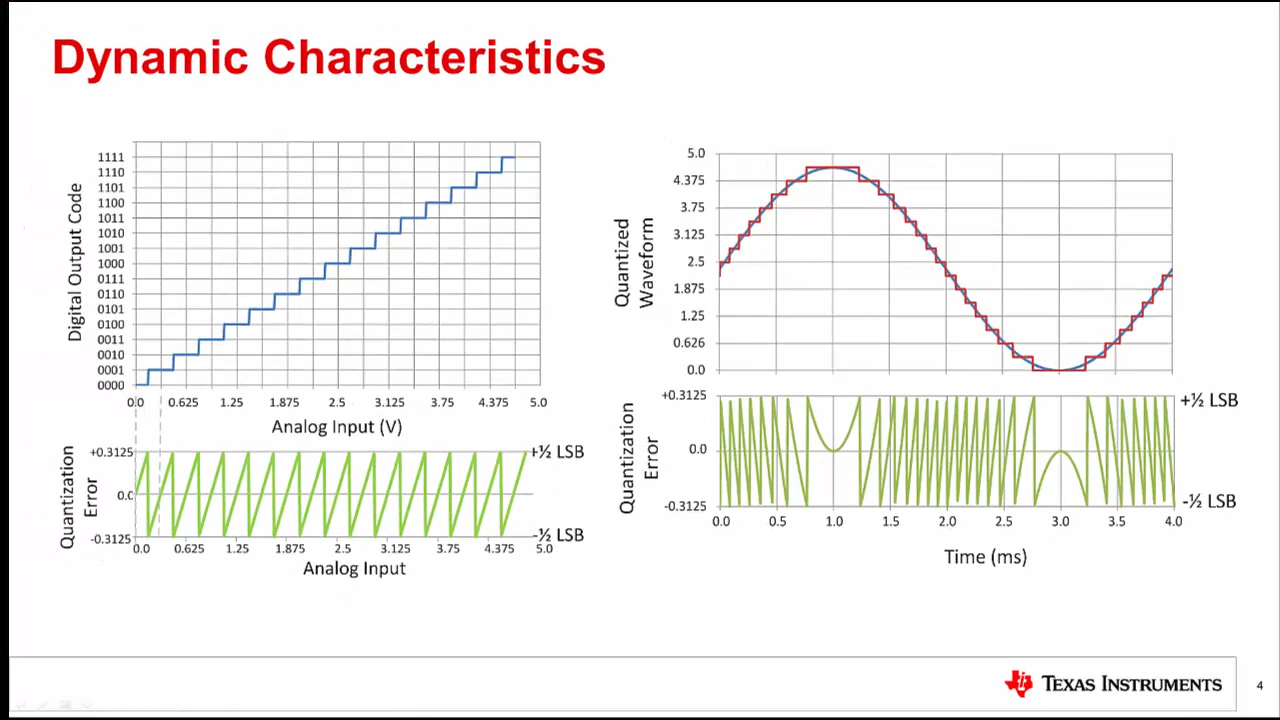 Dynamic Characteristics
Digital Output Code
1111
1110
1101
1100
1011
1010
1001
1000
0111
0110
0101
0100
0011
0010
0001
0000
0.0 0.625 1.25 1.875 2.5 3.125 3.75 4.375 5.0
Analog Input (V)
Quantization
Error
+0.3125
0.0
-0.3125
+½ LSB
-½ LSB
0.0 0.625 1.25 1.875 2.5 3.125 3.75 4.375 5.0
Analog Input
Quantized
Waveform
5.0
4.375
3.75
3.125
2.5
1.875
1.25
0.626
0.0
Quantization
Error
+0.3125
0.0
-0.3125
+½ LSB
-½ LSB
0.0 0.5 1.0 1.5 2.0 2.5 3.0 3.5 4.0
Time (ms)
TEXAS INSTRUMENTS
4